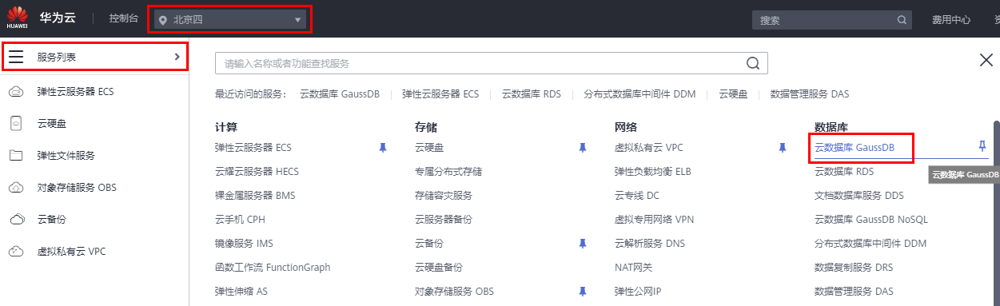 HUAWEI
华为云
控制台
北京四
搜索
费用中心
服务列表
弹性云服务器 ECS
云硬盘
弹性文件服务
对象存储服务 OBS
云备份
虚拟私有云 VPC
请输入名称或者功能查找服务
最近访问的服务： 云数据库 GaussDB 弹性云服务器 ECS 云数据库 RDS 分布式数据库中间件 DDM 云硬盘 数据管理服务 DAS
计算
弹性云服务器 ECS
云耀云服务器 HECS
裸金属服务器 BMS
云手机 CPH
镜像服务 IMS
函数工作流 FunctionGraph
弹性伸缩 AS
存储
云硬盘
专属分布式存储
存储容灾服务
云服务器备份
云备份
云硬盘备份
对象存储服务 OBS
网络
虚拟私有云 VPC
弹性负载均衡 ELB
云专线 DC
虚拟专用网络 VPN
云解析服务 DNS
NAT网关
弹性公网IP
数据库
云数据库 GaussDB
云数据库 GaussDB
云数据库 RDS
文档数据库服务 DDS
云数据库 GaussDB NoSQL
分布式数据库中间件 DDM
数据复制服务 DRS
数据管理服务 DAS